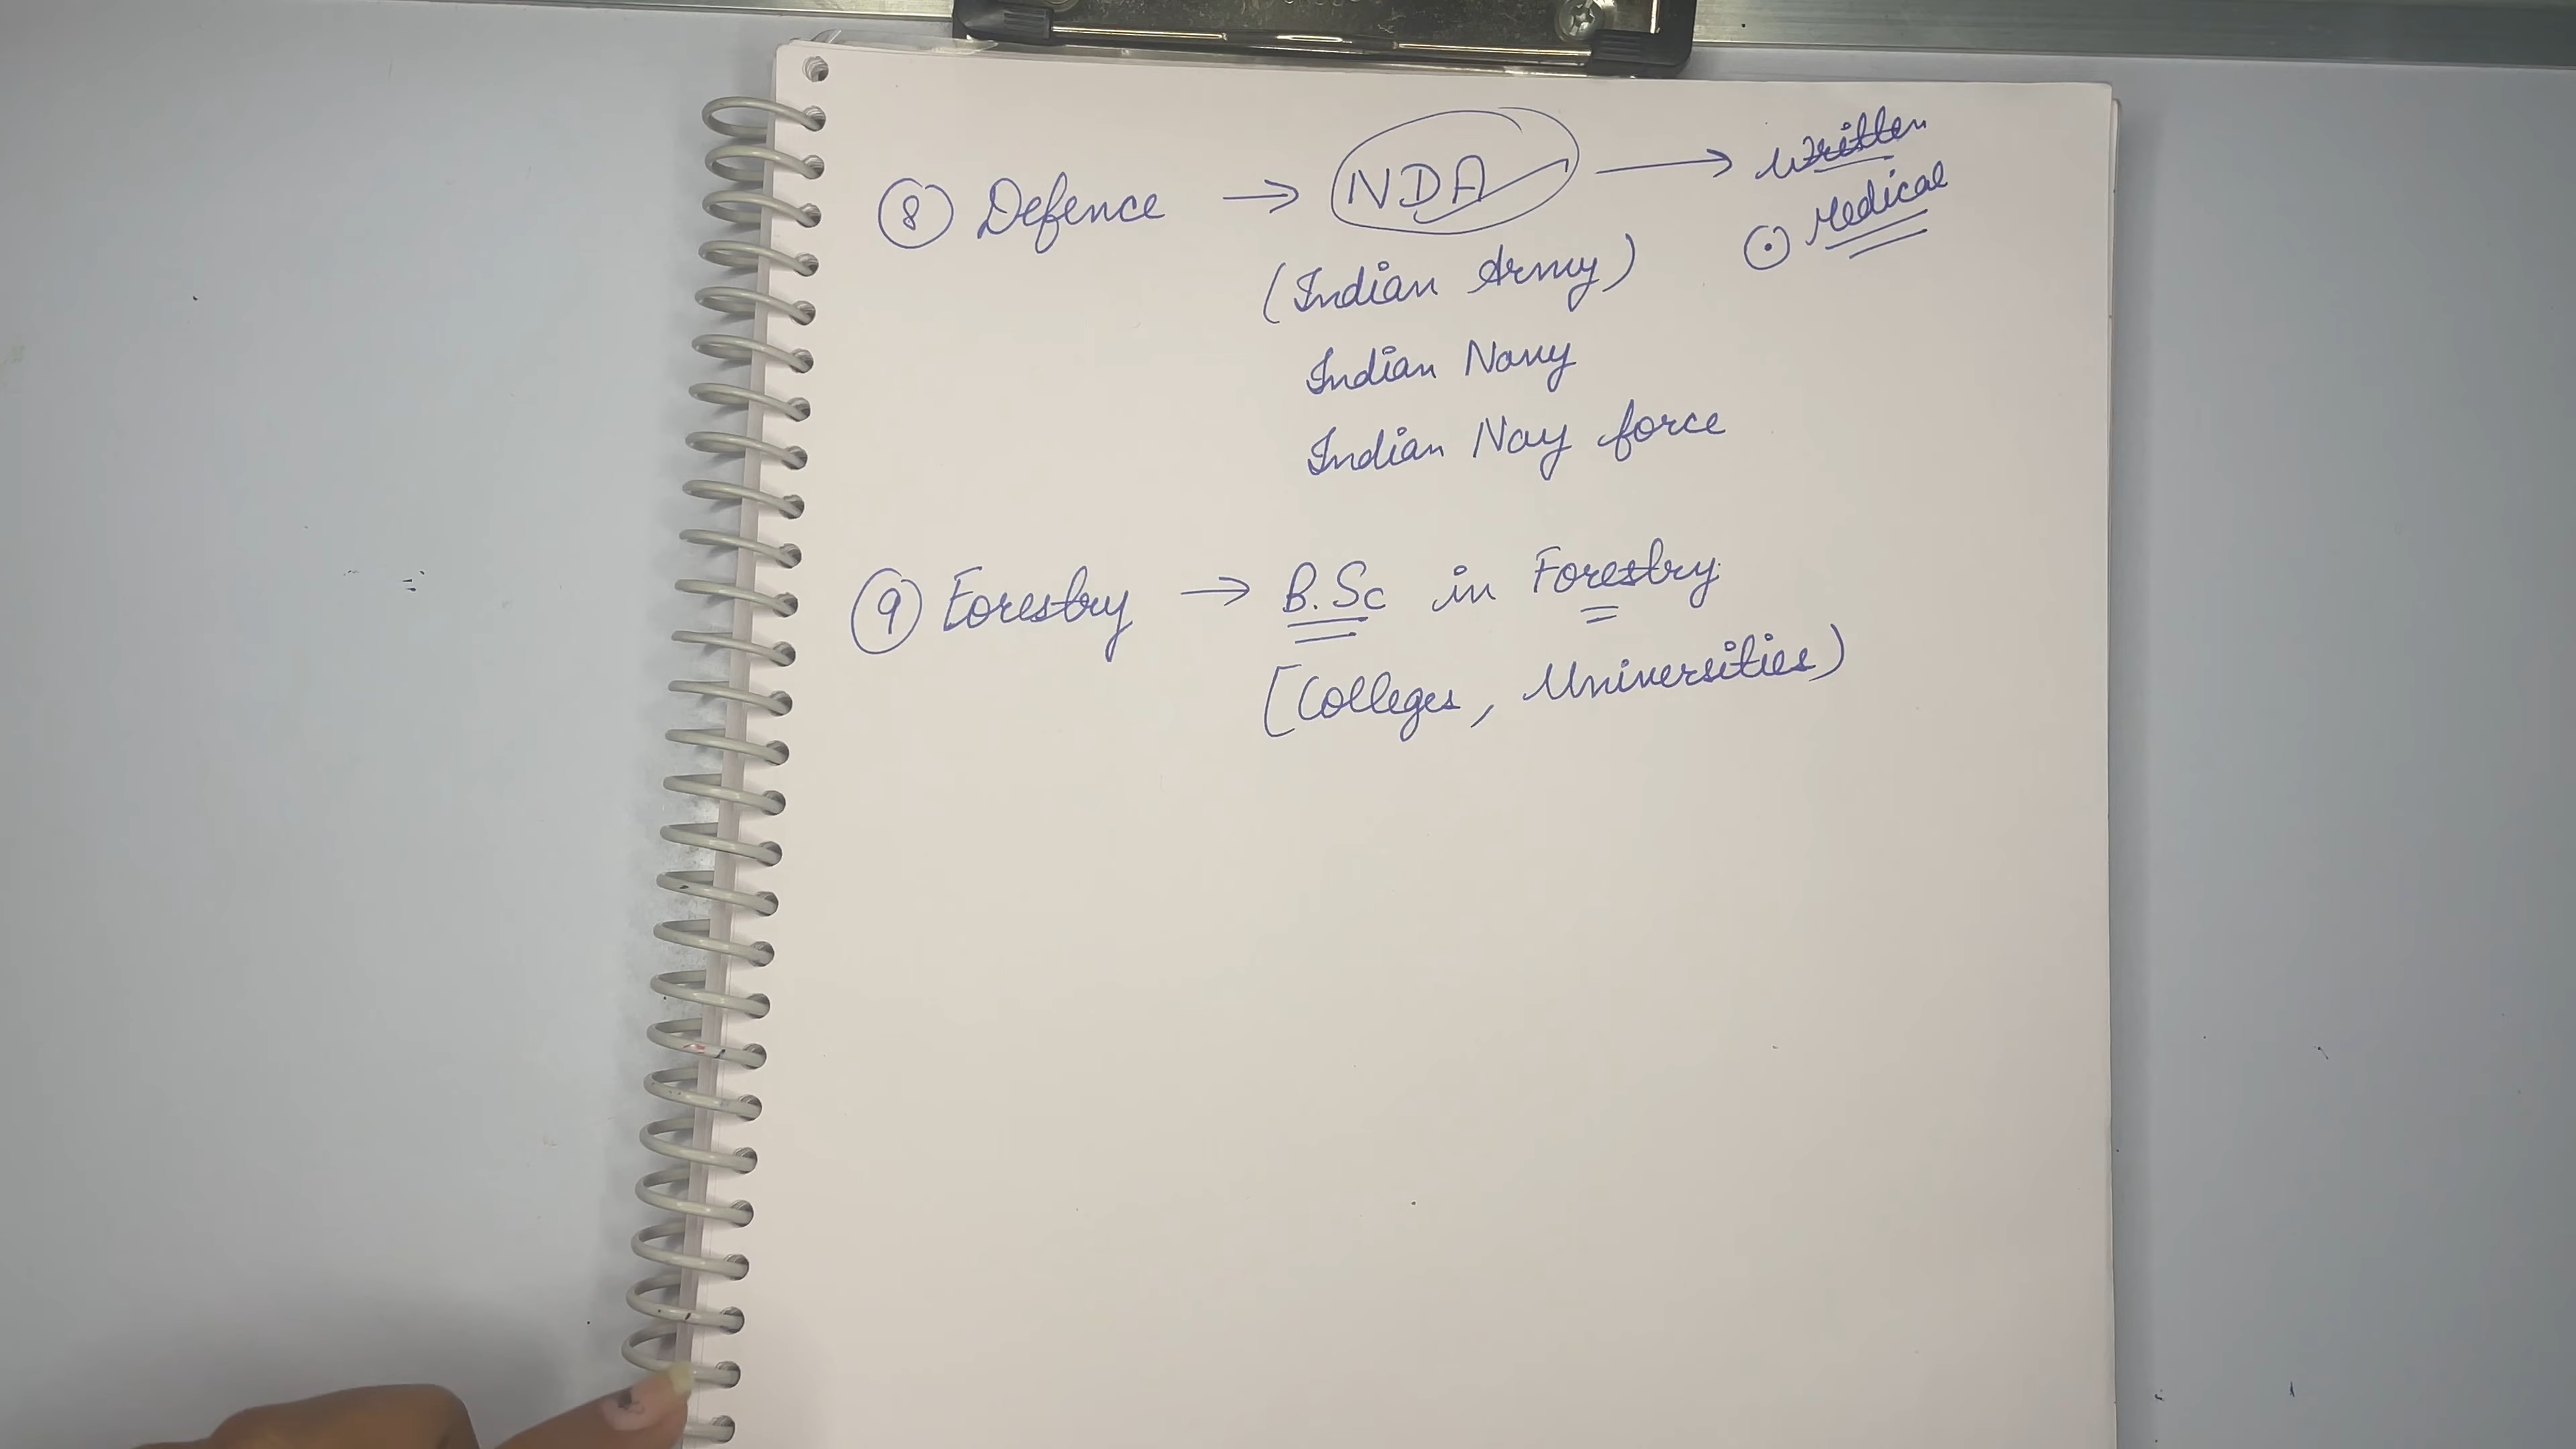 ⑧ Defence → NDA → Written
⊙ Medical
(Indian Army)
Indian Navy
Indian Nay force
⑨ Forestry → B.Sc in Forestry
[Colleges, Universities)